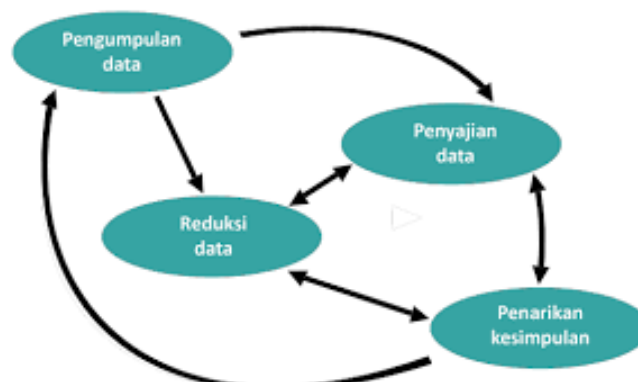 Pengumpulan
data
Penyajian
data
Reduksi
data
Penarikan
kesimpulan